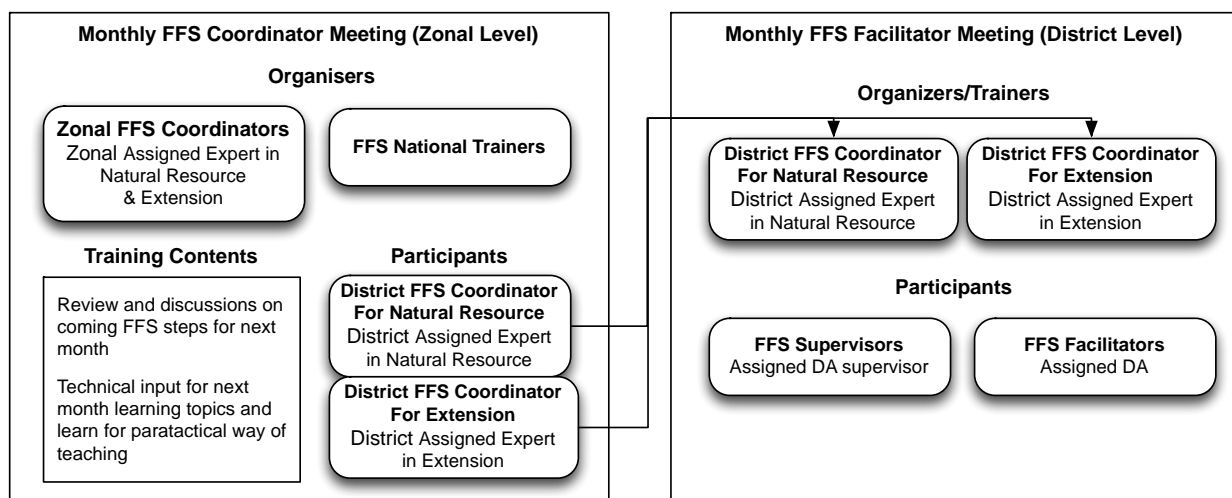 Monthly FFS Coordinator Meeting (Zonal Level)
Organisers
Zonal FFS Coordinators
Zonal Assigned Expert in
Natural Resource
& Extension
FFS National Trainers
Training Contents
Review and discussions on
coming FFS steps for next
month
Technical input for next
month learning topics and
learn for paratactical way of
teaching
Participants
District FFS Coordinator
For Natural Resource
District Assigned Expert
in Natural Resource
District FFS Coordinator
For Extension
District Assigned Expert
in Extension
Monthly FFS Facilitator Meeting (District Level)
Organizers/Trainers
District FFS Coordinator
For Natural Resource
District Assigned Expert
in Natural Resource
District FFS Coordinator
For Extension
District Assigned Expert
in Extension
Participants
FFS Supervisors
Assigned DA supervisor
FFS Facilitators
Assigned DA